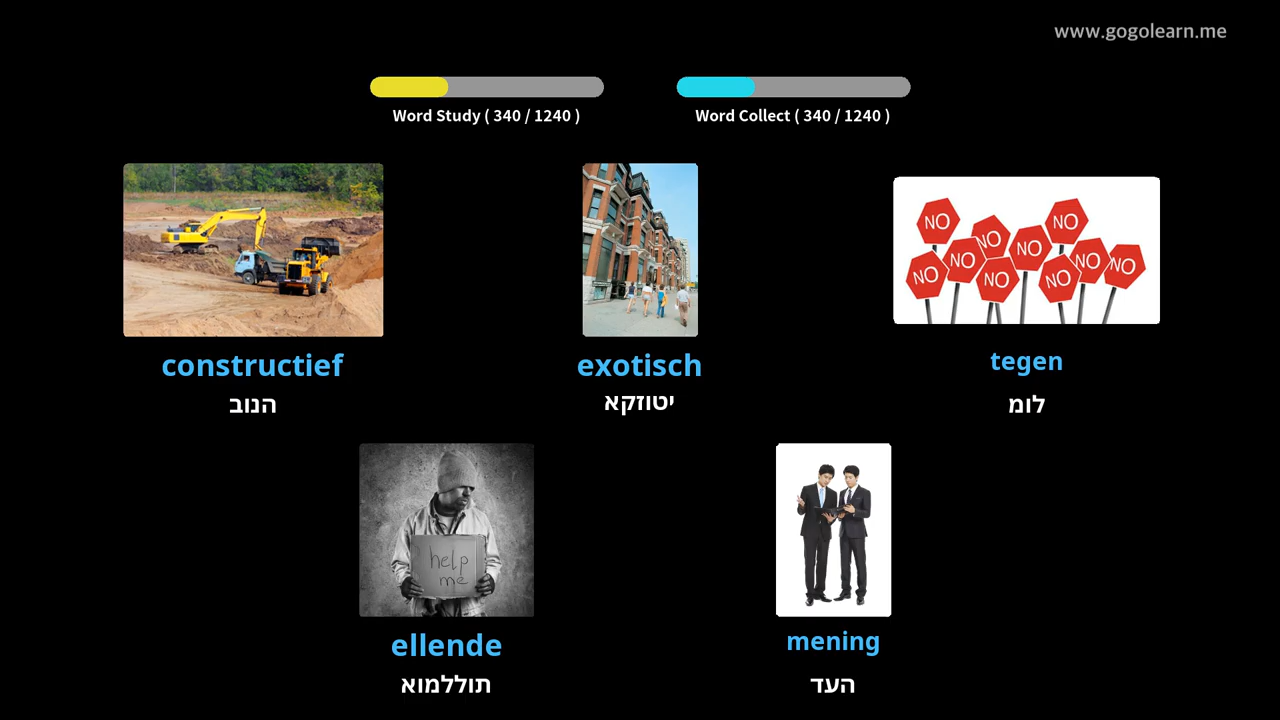 www.gogolearn.me
Word Study ( 340 / 1240 )
Word Collect ( 340 / 1240 )
constructief
הנוב
exotisch
יטוזקא
tegen
לומ
help
me
ellende
תוללמוא
mening
העד
NO
NO
NO
NO
NO
NO
NO
NO
NO
NO